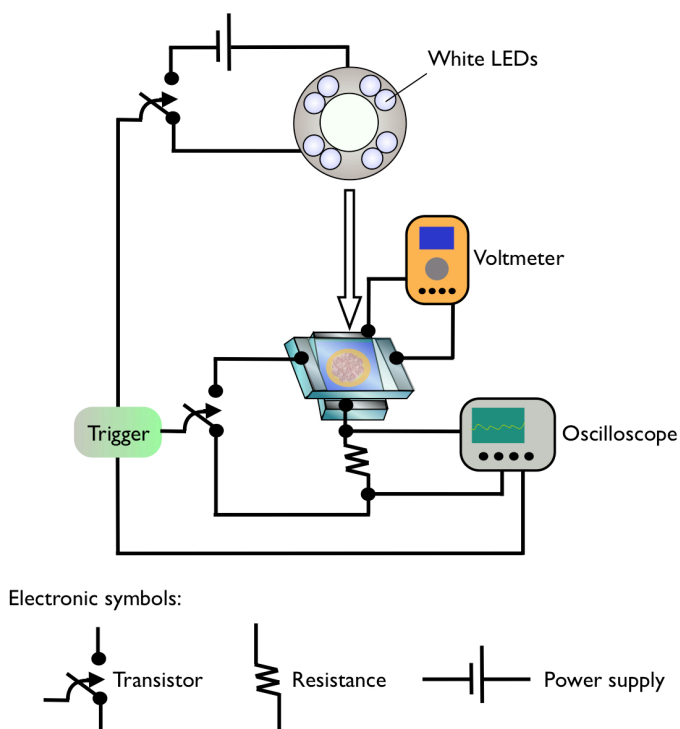 White LEDs
Voltmeter
Trigger
Oscilloscope
Electronic symbols:
Transistor
Resistance
Power supply